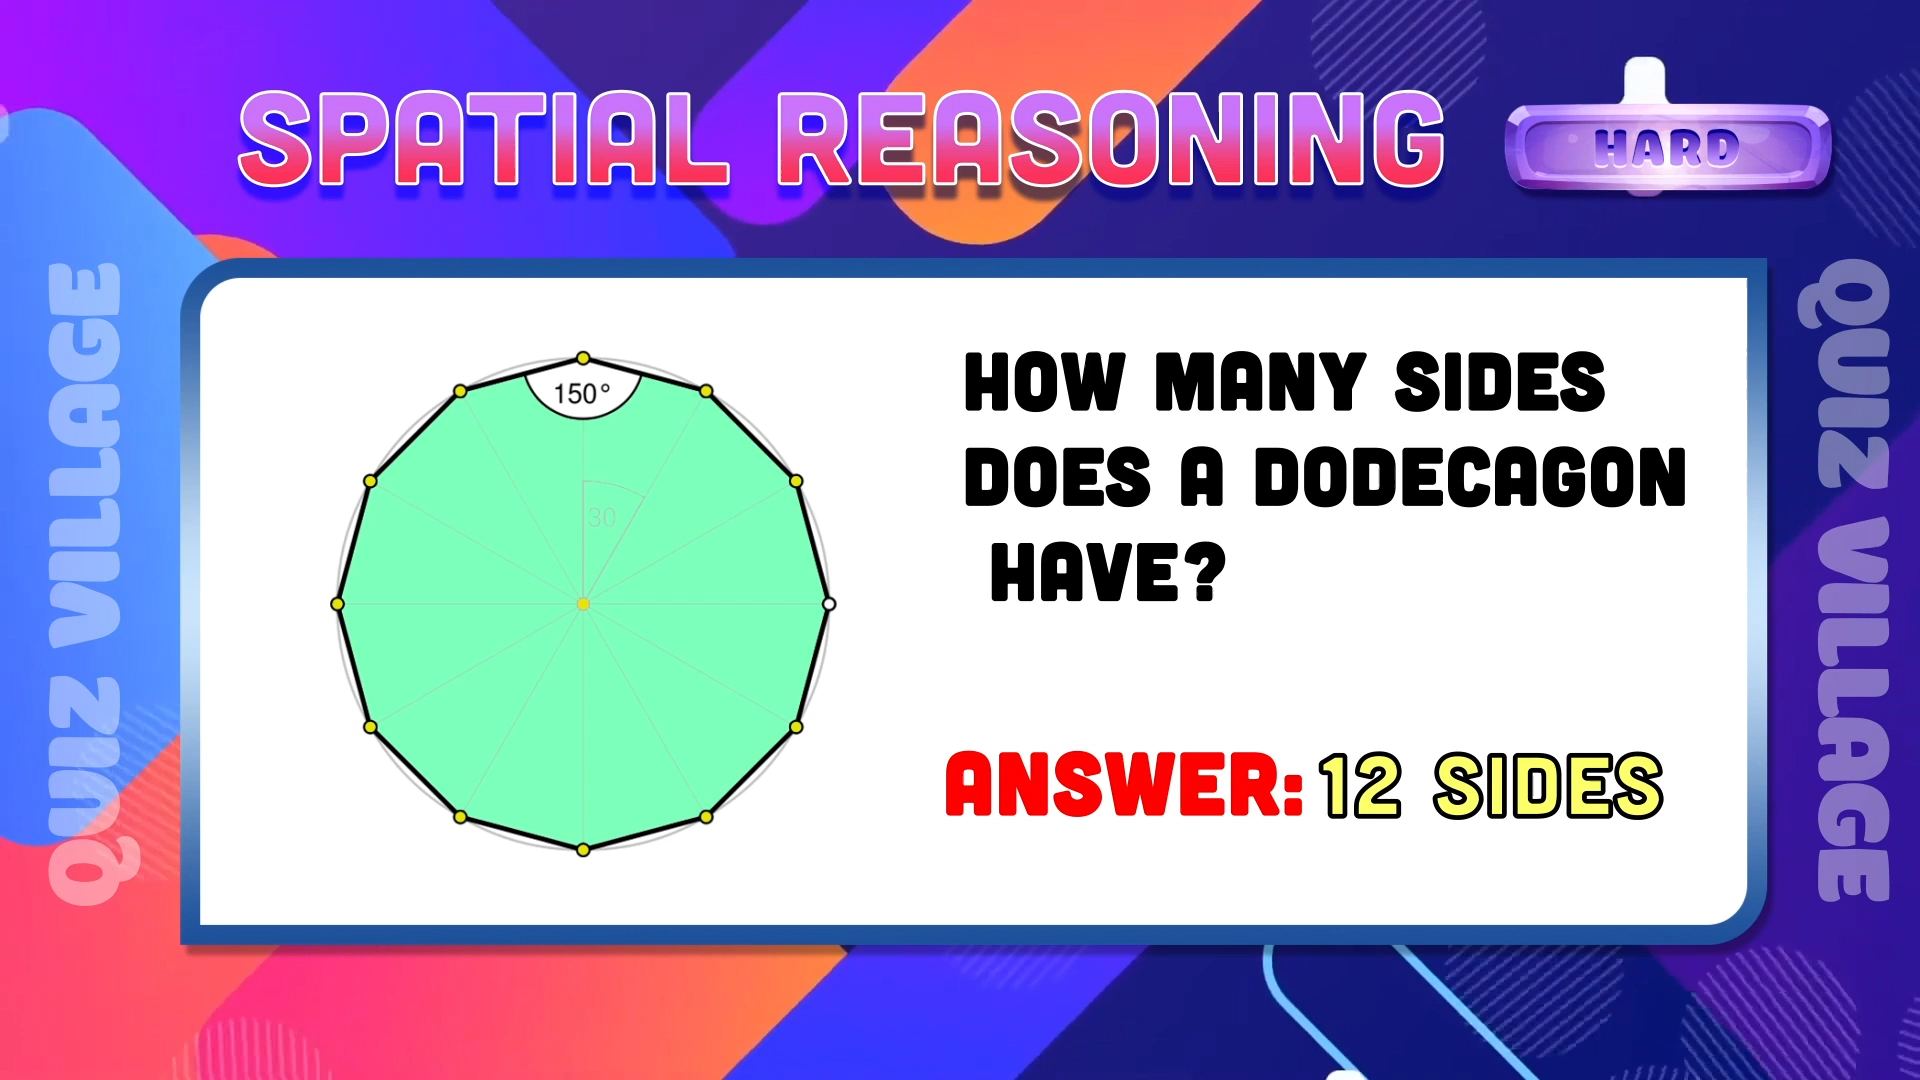 SPATIAL REASONING
HARD
QUIZ VILLAGE
150°
30
HOW MANY SIDES
DOES A DODECAGON
HAVE?
ANSWER: 12 SIDES
QUIZ VILLAGE